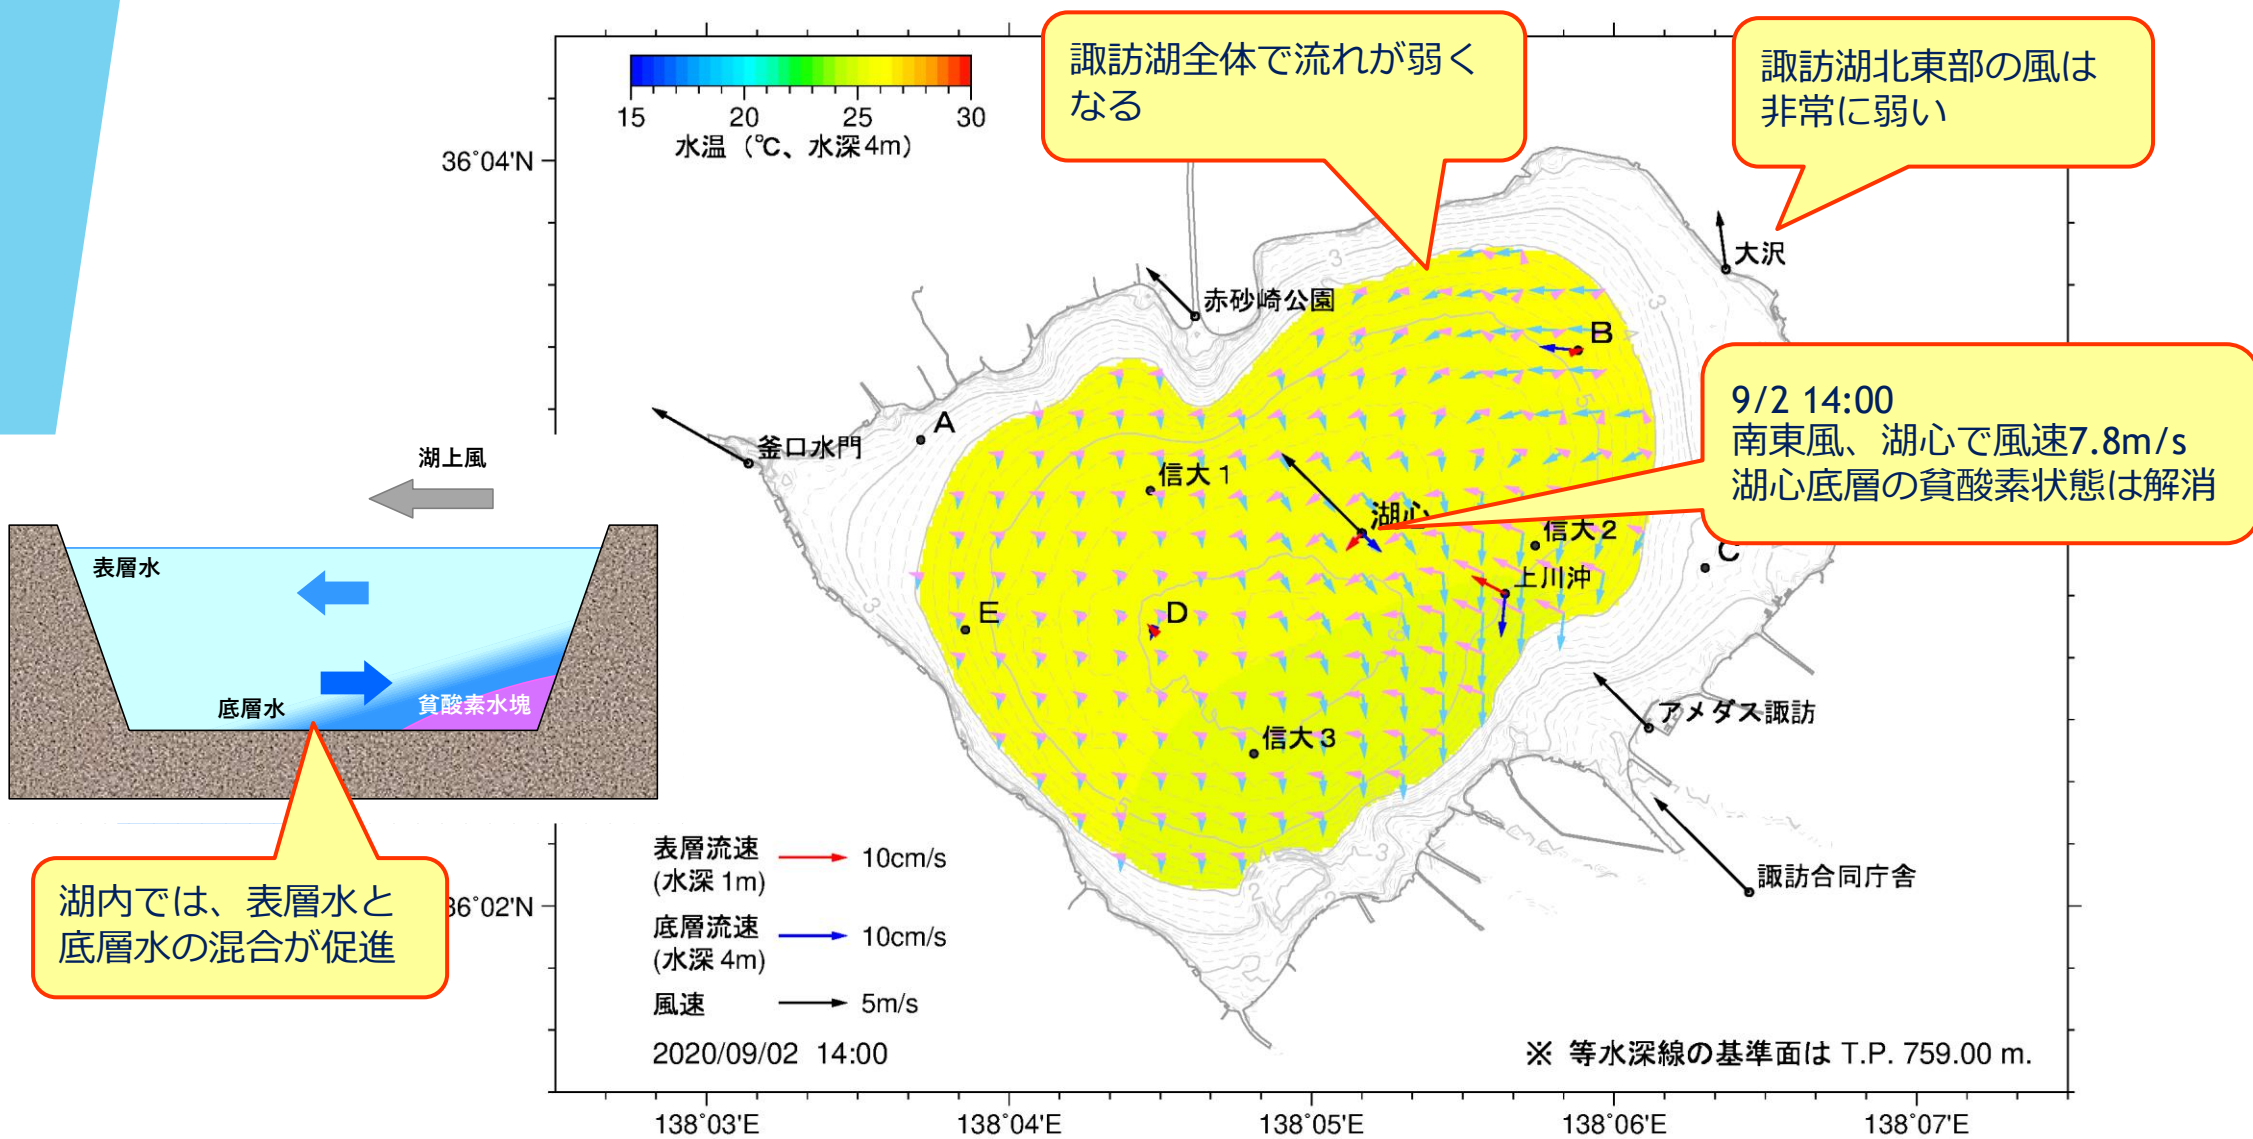 諏訪湖全体で流れが弱く
なる
諏訪湖北東部の風は
非常に弱い
15 20 25 30
水温（℃、水深4m）
36°04'N
大沢
赤砂崎公園
B
9/2 14:00
南東風、湖心で風速7.8m/s
湖心底層の貧酸素状態は解消
A
釜口水門
信大１
湖心
信大２
C
上川沖
E
D
アメダス諏訪
信大３
諏訪合同庁舎
湖上風
表層水
底層水
貧酸素水塊
湖内では、表層水と
底層水の混合が促進
36°02'N
表層流速 10cm/s
(水深 1m)
底層流速 10cm/s
(水深 4m)
風速 5m/s
2020/09/02 14:00
※ 等水深線の基準面は T.P. 759.00 m.
138°03'E 138°04'E 138°05'E 138°06'E 138°07'E